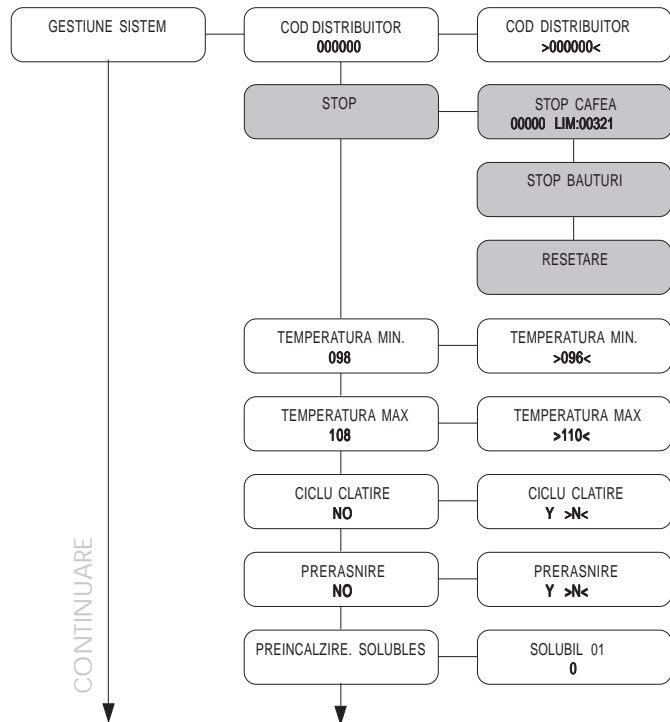 GESTIUNE SISTEM
COD DISTRIBUITOR
000000
COD DISTRIBUITOR
>000000<
STOP
STOP CAFEA
00000 LIM:00321
STOP BAUTURI
RESETARE
TEMPERATURA MIN.
098
TEMPERATURA MIN.
>096<
TEMPERATURA MAX
108
TEMPERATURA MAX
>110<
CICLU CLATIRE
NO
CICLU CLATIRE
Y >N<
PRERASNIRE
NO
PRERASNIRE
Y >N<
PREINCALZIRE. SOLUBLES
SOLUBIL 01
0
CONTINUARE